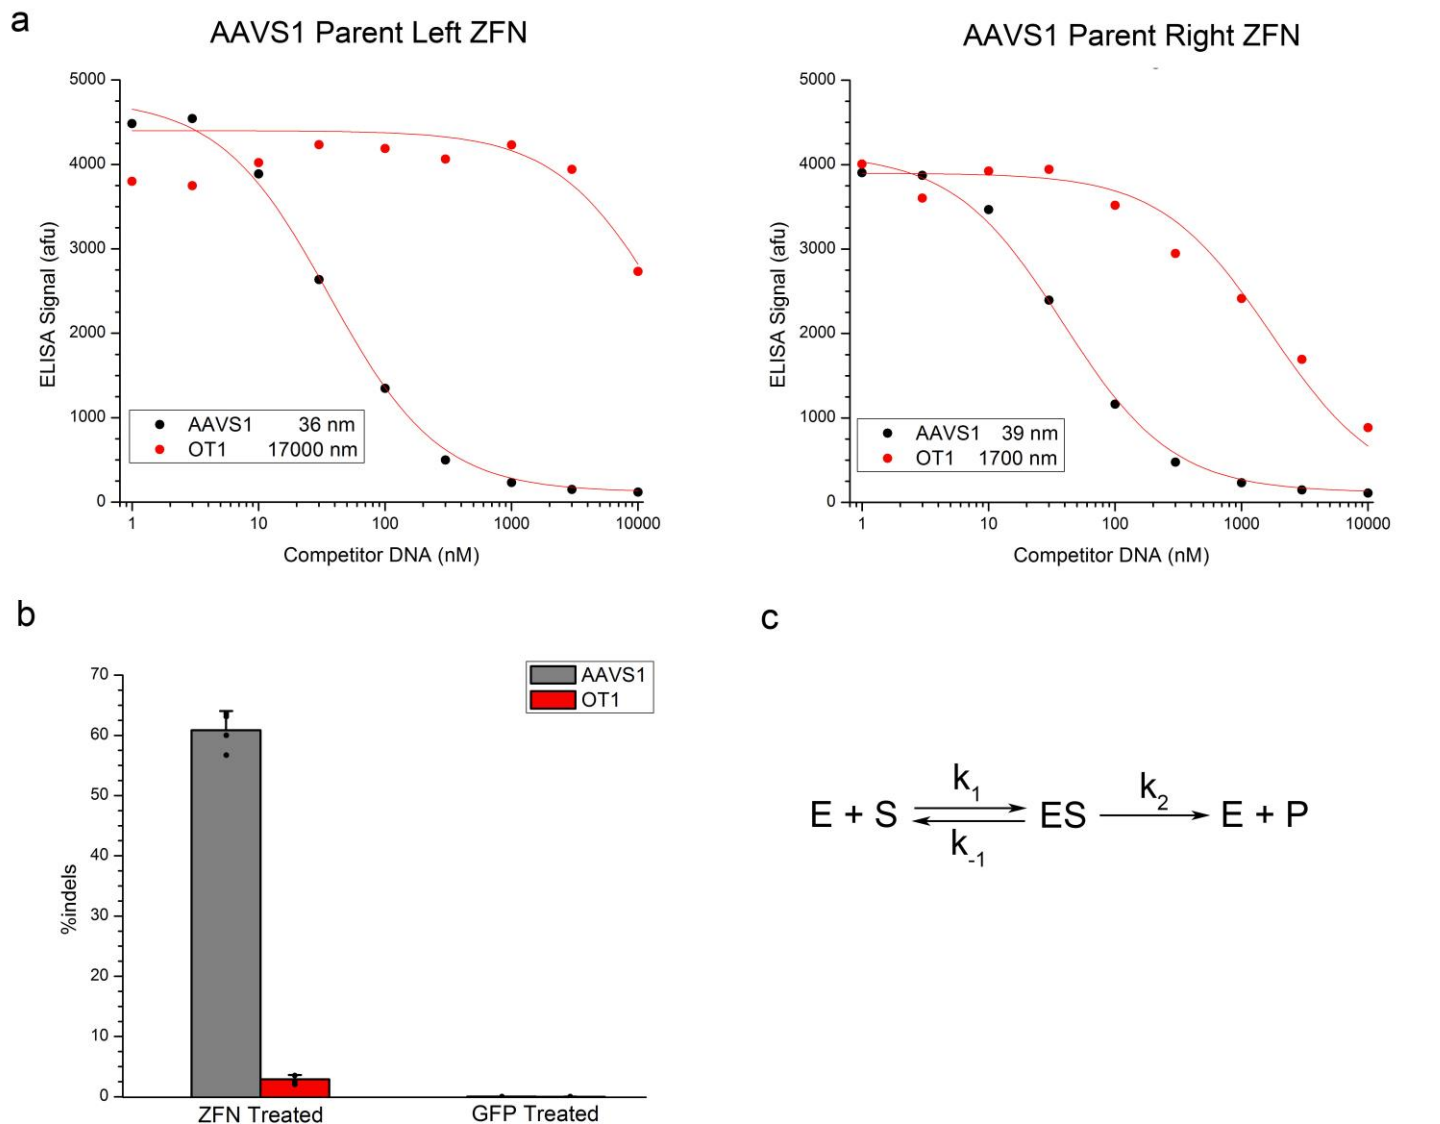 a
AAVS1 Parent Left ZFN
5000
4000
3000
2000
1000
0
ELISA Signal (afu)
AAVS1 36 nm
OT1 17000 nm
1 10 100 1000 10000
Competitor DNA (nM)
AAVS1 Parent Right ZFN
5000
4000
3000
2000
1000
0
ELISA Signal (afu)
AAVS1 39 nm
OT1 1700 nm
1 10 100 1000 10000
Competitor DNA (nM)
b
70
60
50
40
30
20
10
0
%indels
AAVS1
OT1
ZFN Treated GFP Treated
c
k1
E + S ES k2 E + P
k-1